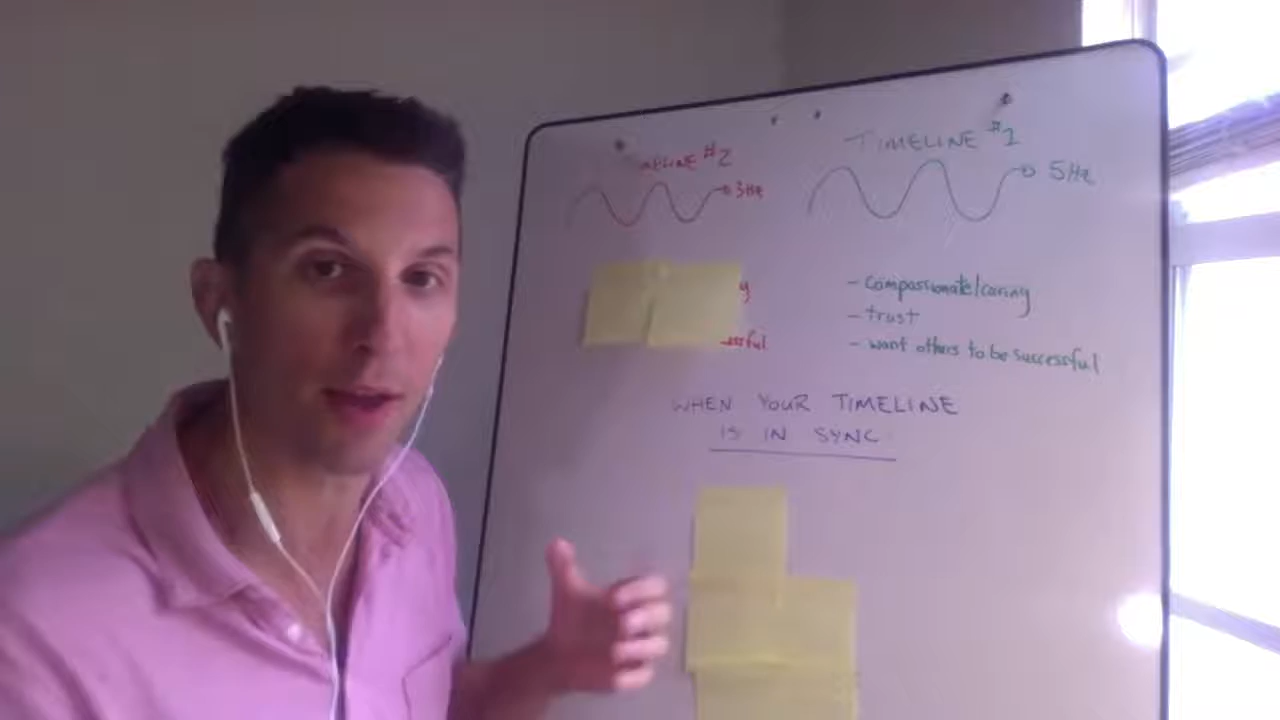 #2
TIMELINE #1
3Hz
5Hz
- compassionate/caring
- trust
- want others to be successful
WHEN YOUR TIMELINE
IS IN SYNC